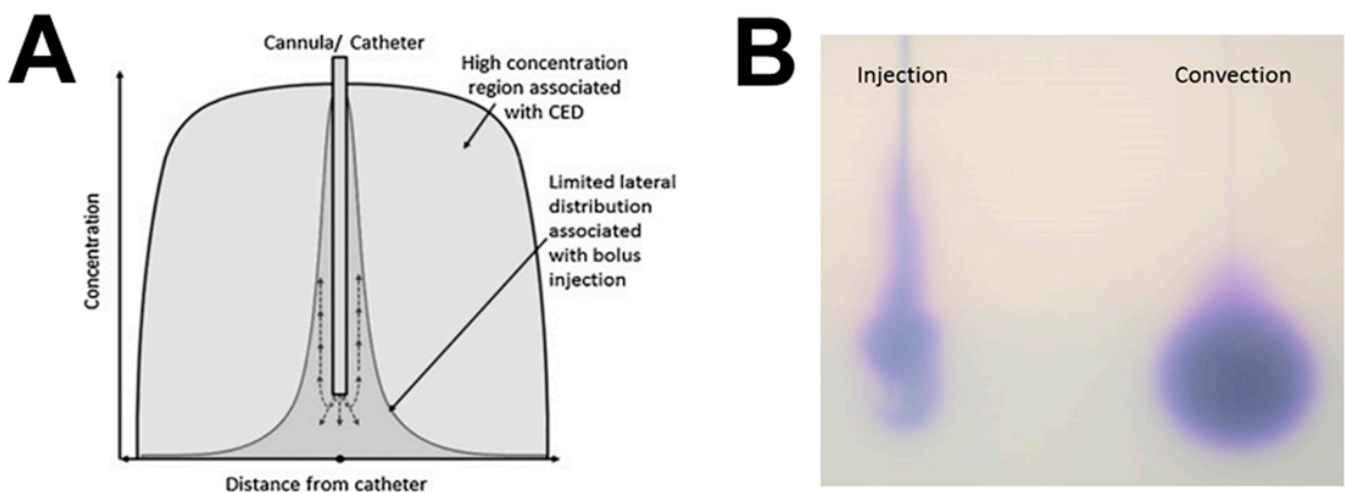 A
Cannula/ Catheter
High concentration
region associated
with CED
Limited lateral
distribution
associated
with bolus
injection
Concentration
Distance from catheter
B
Injection
Convection